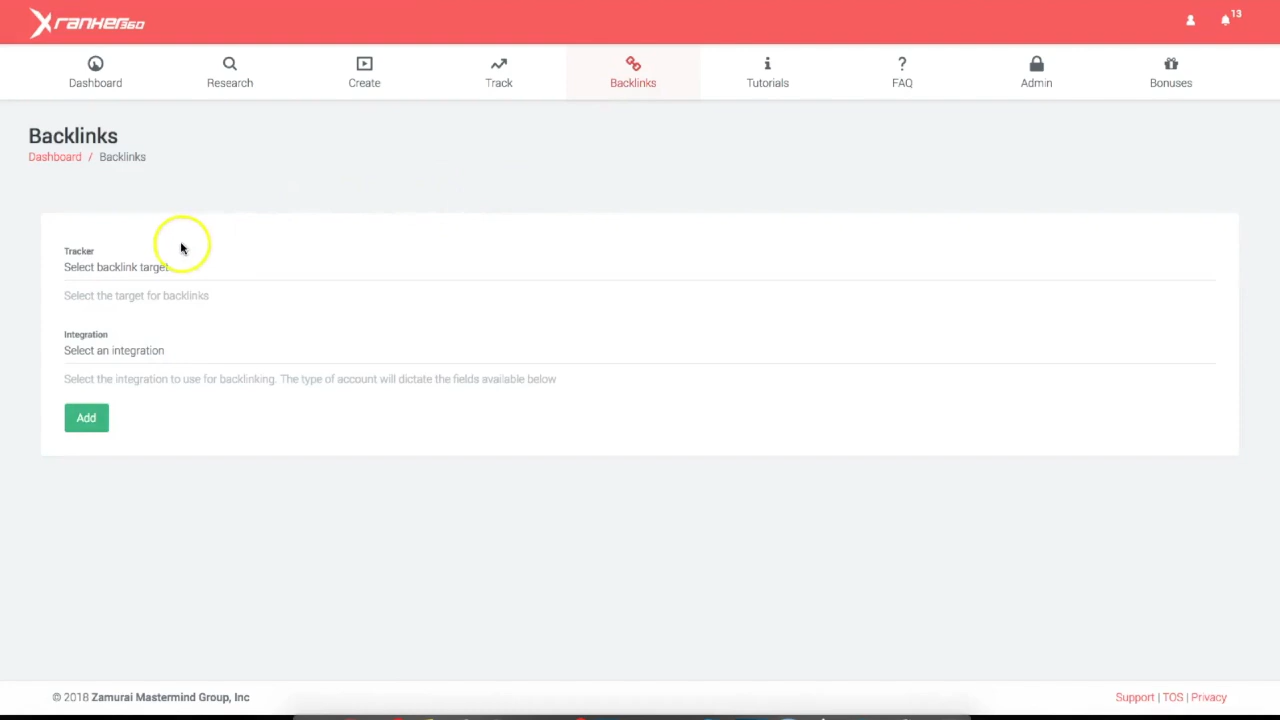 Xranker360
13
Dashboard
Research
Create
Track
Backlinks
Tutorials
FAQ
Admin
Bonuses
Backlinks
Dashboard / Backlinks
Tracker
Select backlink target
Select the target for backlinks
Integration
Select an integration
Select the integration to use for backlinking. The type of account will dictate the fields available below
Add
© 2018 Zamurai Mastermind Group, Inc
Support | TOS | Privacy